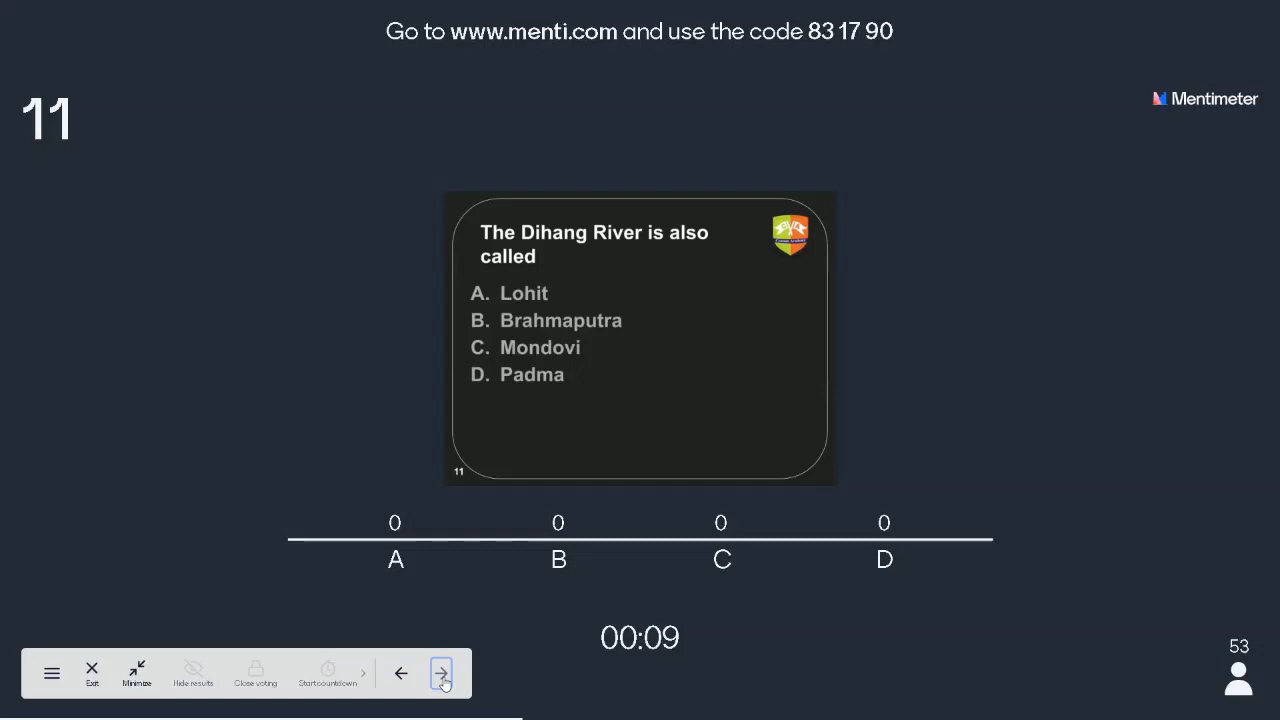 Go to www.menti.com and use the code 83 17 90
11
Mentimeter
The Dihang River is also
called
A. Lohit
B. Brahmaputra
C. Mondovi
D. Padma
11
0 0 0 0
A B C D
00:09
53
Exit Minimize Hide results Close voting Start countdown